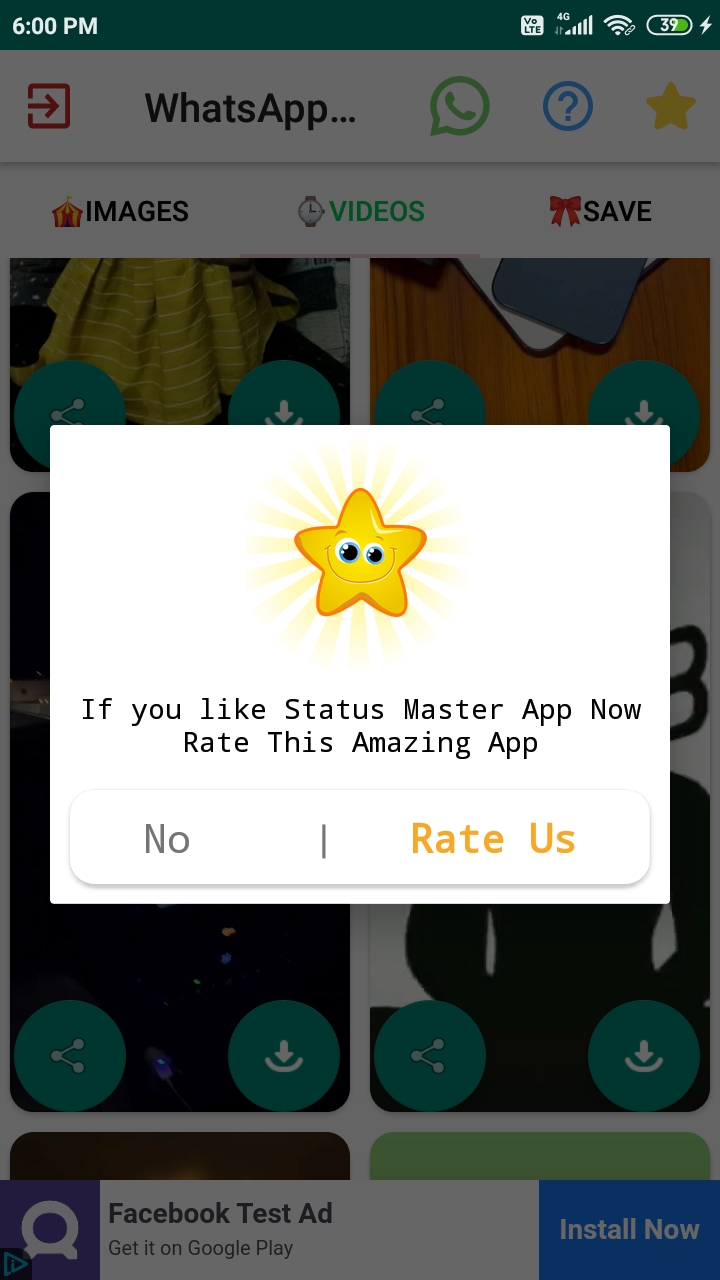 6:00 PM
Vo LTE
4G
39
WhatsApp...
IMAGES
VIDEOS
SAVE
If you like Status Master App Now
Rate This Amazing App
No | Rate Us
Facebook Test Ad
Get it on Google Play
Install Now